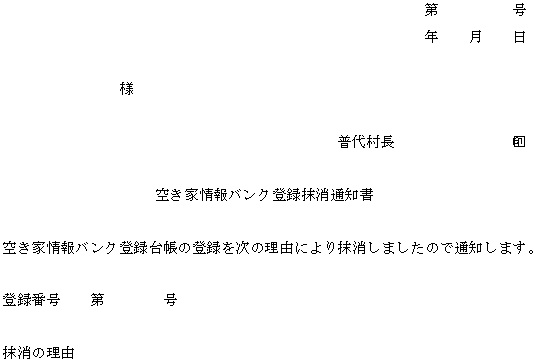 第　　　　　号
年　　月　　日
様
普代村長　　　　　　　　印
空き家情報バンク登録抹消通知書
空き家情報バンク登録台帳の登録を次の理由により抹消しましたので通知します。
登録番号　　第　　　　号
抹消の理由